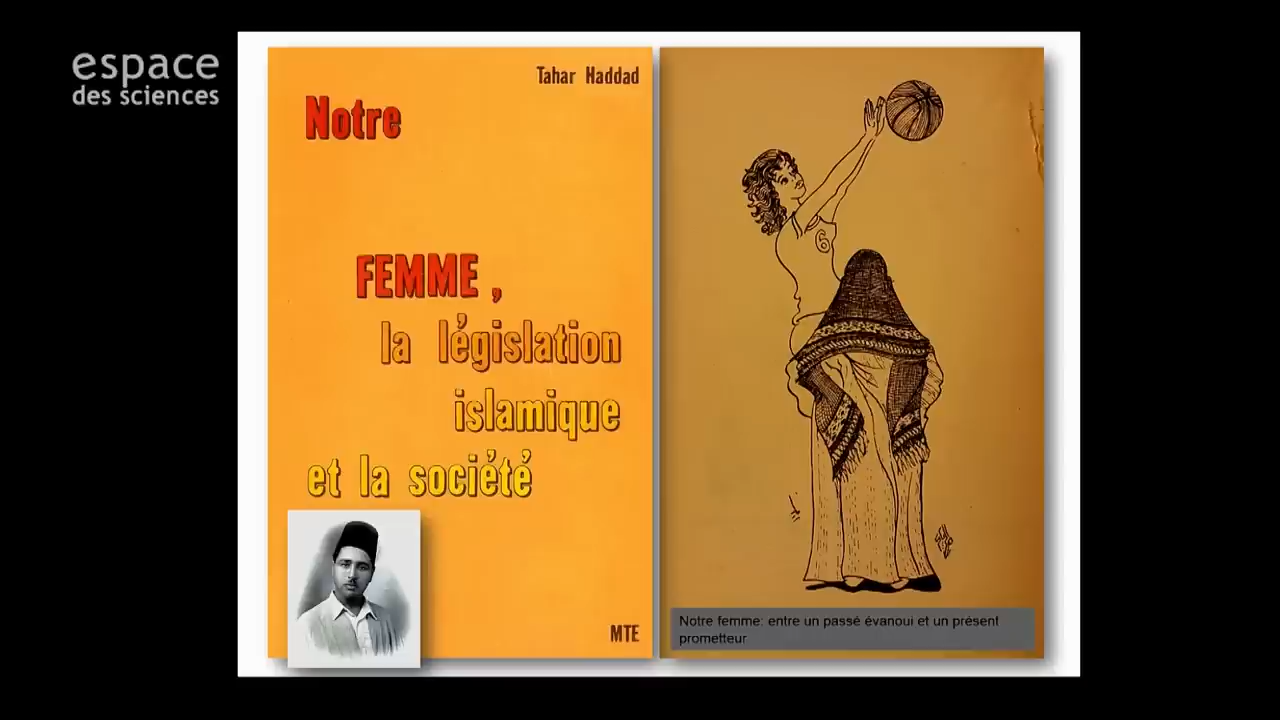 espace
des sciences
Tahar Haddad
Notre
FEMME,
la législation
islamique
et la société
MTE
6
Notre femme: entre un passé évanoui et un présent
prometteur